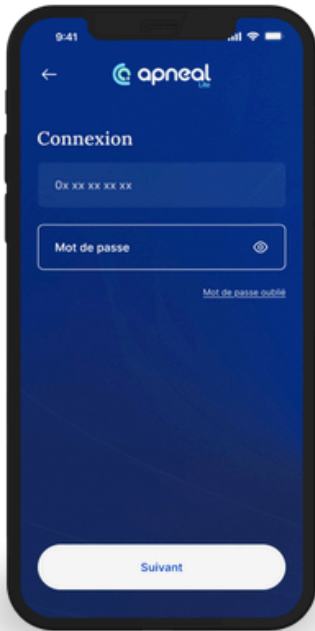 9:41
apneal
Lite
Connexion
0x xx xx xx xx
Mot de passe
Mot de passe oublié
Suivant